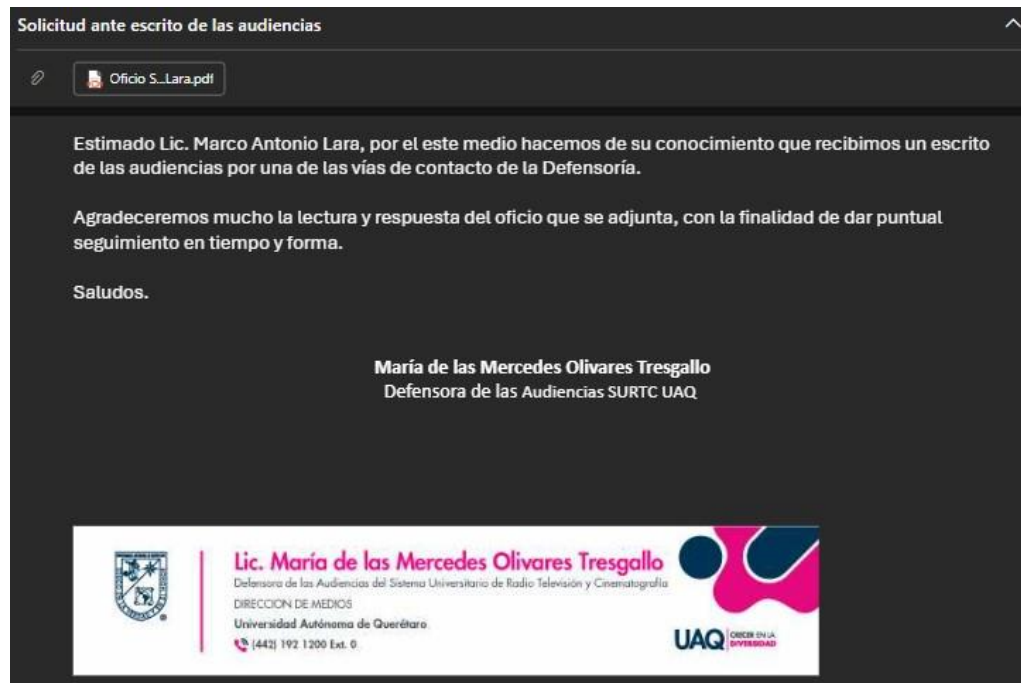 Solicitud ante escrito de las audiencias
Oficio S_Lara.pdf
Estimado Lic. Marco Antonio Lara, por el este medio hacemos de su conocimiento que recibimos un escrito
de las audiencias por una de las vías de contacto de la Defensoría.
Agradeceremos mucho la lectura y respuesta del oficio que se adjunta, con la finalidad de dar puntual
seguimiento en tiempo y forma.
Saludos.
María de las Mercedes Olivares Tresgallo
Defensora de las Audiencias SURTC UAQ
Lic. María de las Mercedes Olivares Tresgallo
Defensora de las Audiencias del Sistema Universitario de Radio Televisión y Cinematografía
DIRECCION DE MEDIOS
Universidad Autónoma de Querétaro
(442) 192 1200 Ext. 0
UAQ CRECER EN LA
DIVERSIDAD